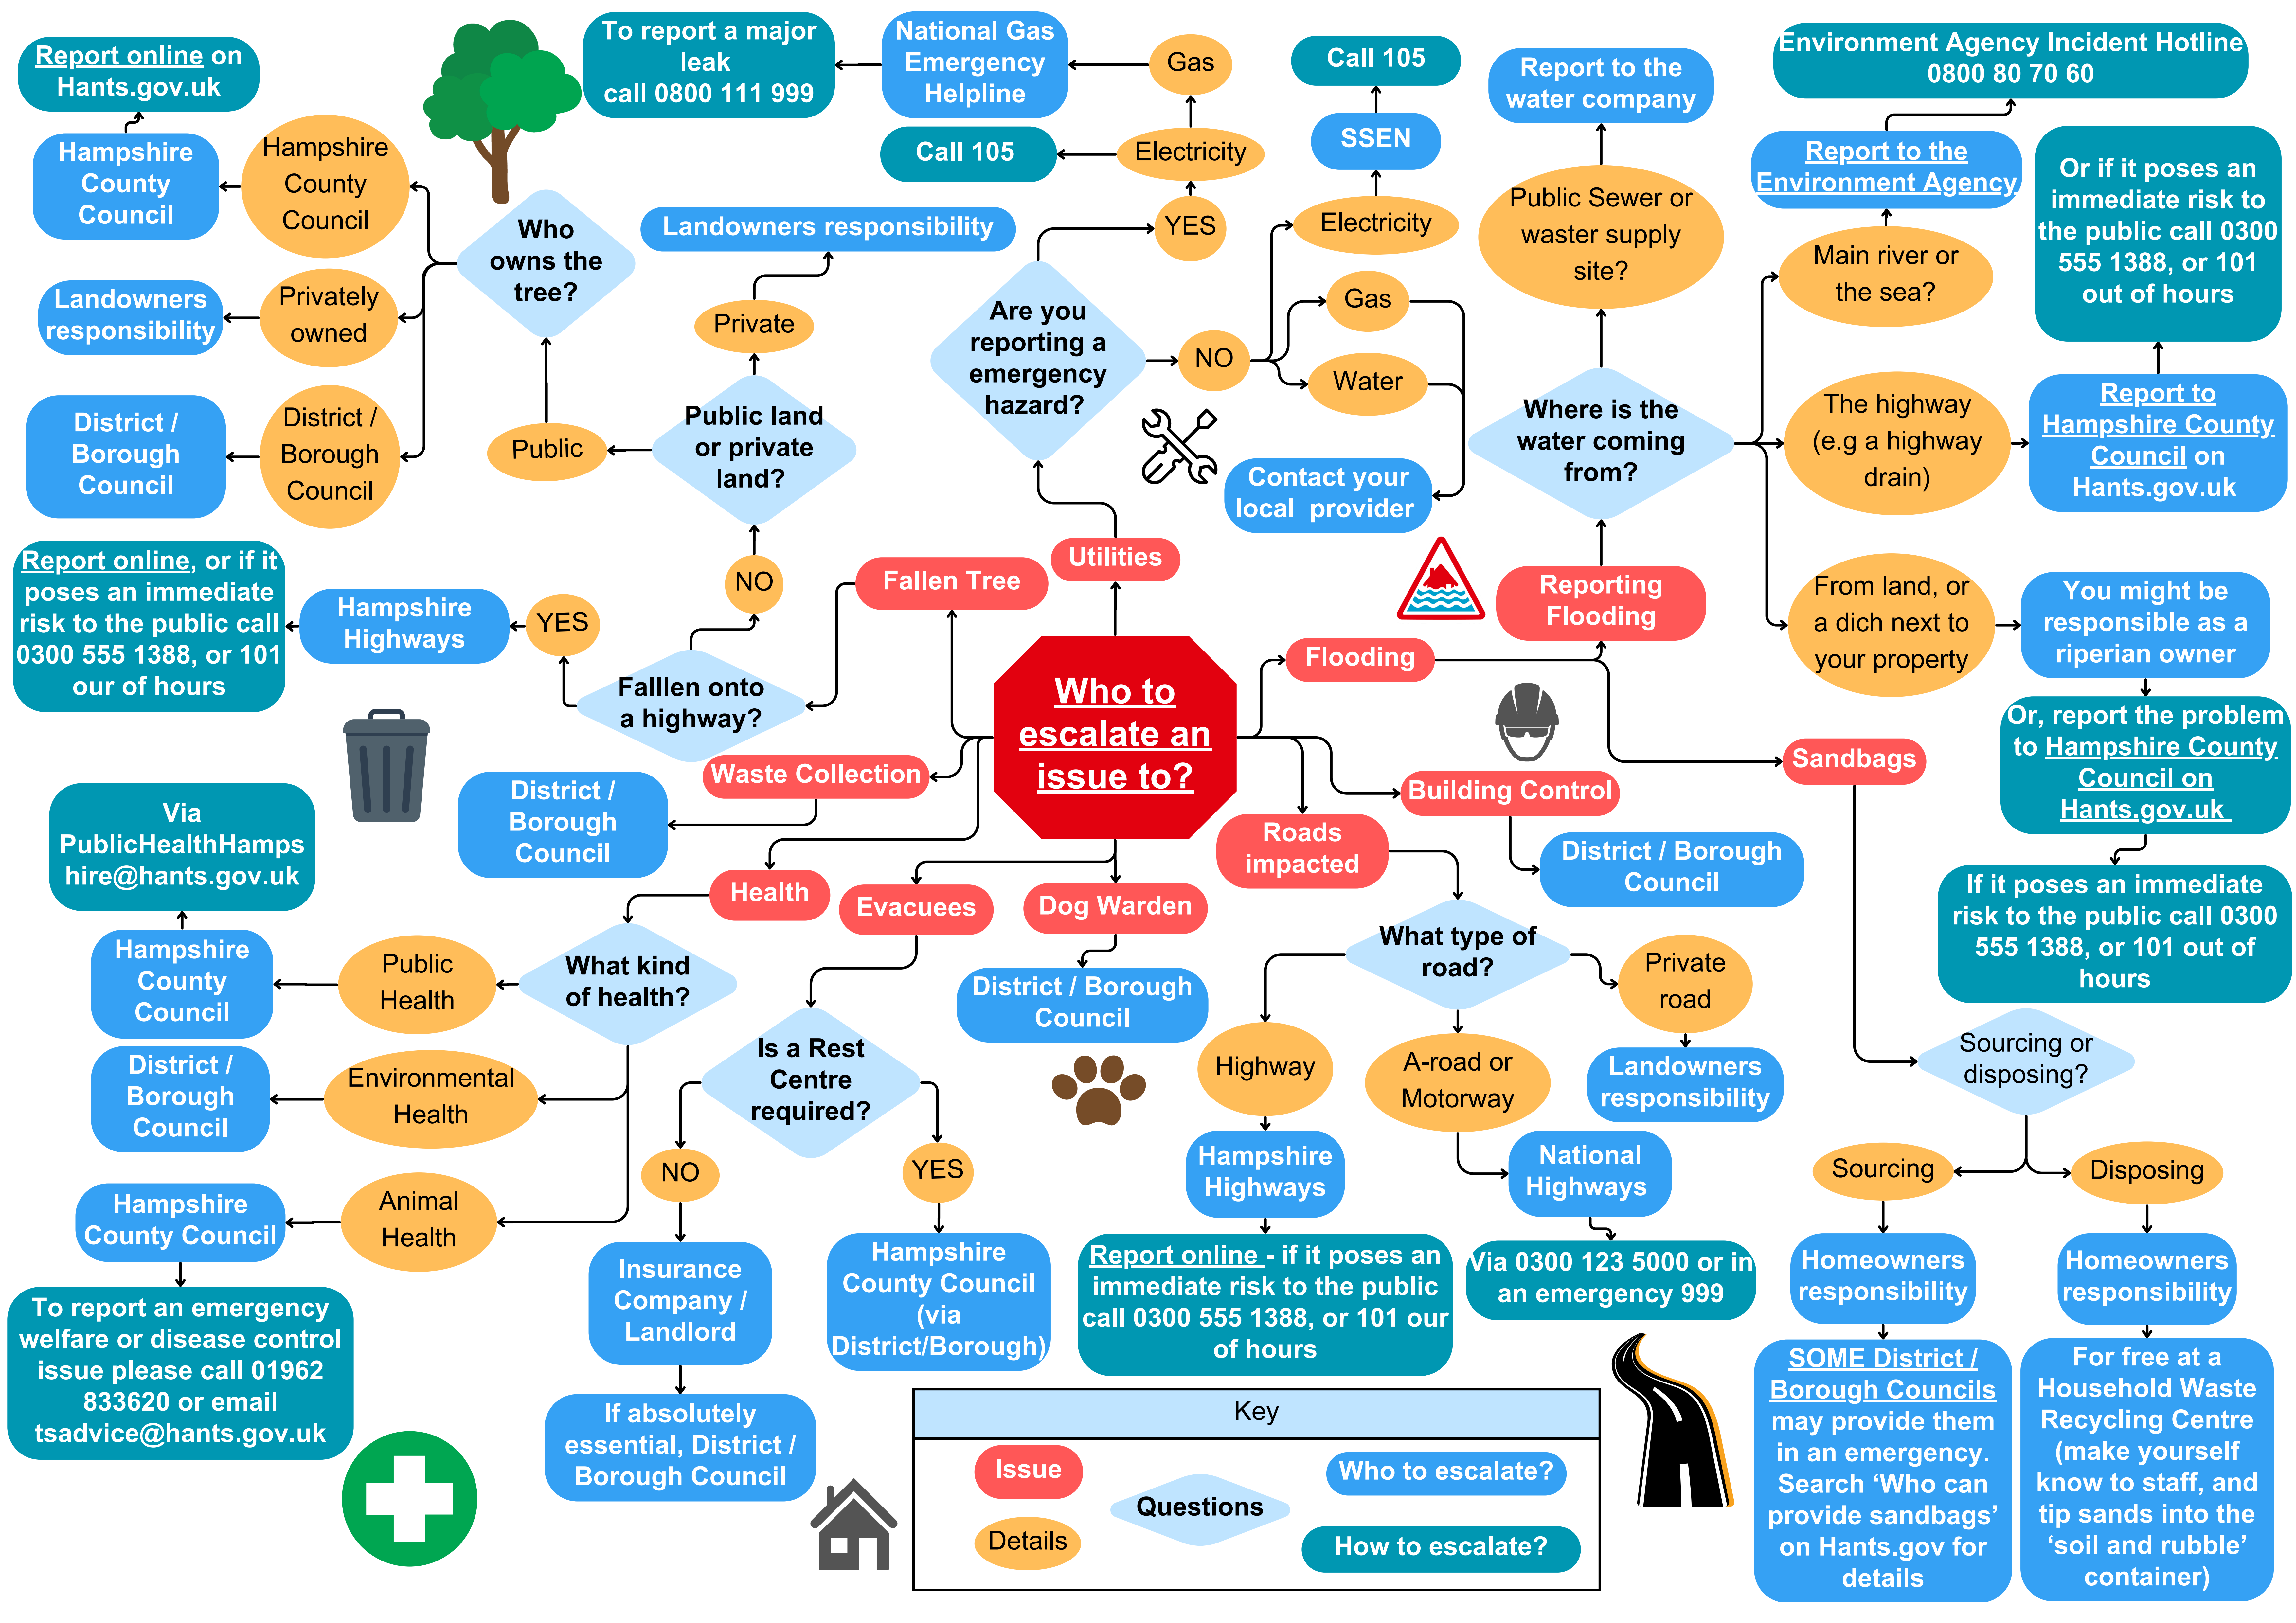 Report online on
Hants.gov.uk
Hampshire
County
Council
Hampshire
County
Council
Landowners
responsibility
Privately
owned
District /
Borough
Council
District /
Borough
Council
Who
owns the
tree?
Public
Public land
or private
land?
Private
Landowners responsibility
NO
Fallen Tree
Falllen onto
a highway?
YES
Hampshire
Highways
Report online, or if it
poses an immediate
risk to the public call
0300 555 1388, or 101
our of hours
To report a major
leak
call 0800 111 999
National Gas
Emergency
Helpline
Gas
Call 105
Electricity
YES
Are you
reporting a
emergency
hazard?
NO
Call 105
SSEN
Electricity
Gas
Water
Contact your
local provider
Utilities
Report to the
water company
Public Sewer or
waster supply
site?
Where is the
water coming
from?
Reporting
Flooding
Environment Agency Incident Hotline
0800 80 70 60
Report to the
Environment Agency
Main river or
the sea?
Or if it poses an
immediate risk to
the public call 0300
555 1388, or 101
out of hours
The highway
(e.g a highway
drain)
Report to
Hampshire County
Council on
Hants.gov.uk
From land, or
a dich next to
your property
You might be
responsible as a
riperian owner
Or, report the problem
to Hampshire County
Council on
Hants.gov.uk
If it poses an immediate
risk to the public call 0300
555 1388, or 101 out of
hours
Who to
escalate an
issue to?
Flooding
Sandbags
Building Control
District / Borough
Council
Roads
impacted
What type of
road?
Private
road
Landowners
responsibility
Highway
A-road or
Motorway
Hampshire
Highways
National
Highways
Report online - if it poses an
immediate risk to the public
call 0300 555 1388, or 101 our
of hours
Via 0300 123 5000 or in
an emergency 999
Sourcing or
disposing?
Sourcing
Disposing
Homeowners
responsibility
Homeowners
responsibility
SOME District /
Borough Councils
may provide them
in an emergency.
Search ‘Who can
provide sandbags’
on Hants.gov for
details
For free at a
Household Waste
Recycling Centre
(make yourself
know to staff, and
tip sands into the
‘soil and rubble’
container)
Waste Collection
District /
Borough
Council
Health
What kind
of health?
Public
Health
Hampshire
County
Council
Via
PublicHealthHamps
hire@hants.gov.uk
Environmental
Health
District /
Borough
Council
Animal
Health
Hampshire
County Council
To report an emergency
welfare or disease control
issue please call 01962
833620 or email
tsadvice@hants.gov.uk
Evacuees
Is a Rest
Centre
required?
NO
YES
Insurance
Company /
Landlord
If absolutely
essential, District /
Borough Council
Hampshire
County Council
(via
District/Borough)
Dog Warden
District / Borough
Council
Key
Issue
Details
Questions
Who to escalate?
How to escalate?